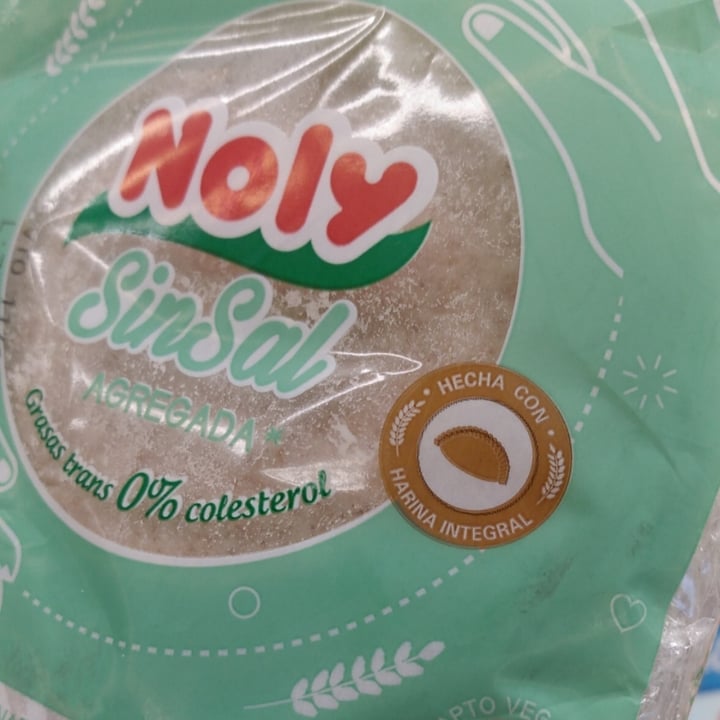 Noly
SinSal
AGREGADA*
Grasas trans 0% colesterol
• HECHA CON •
HARINA INTEGRAL